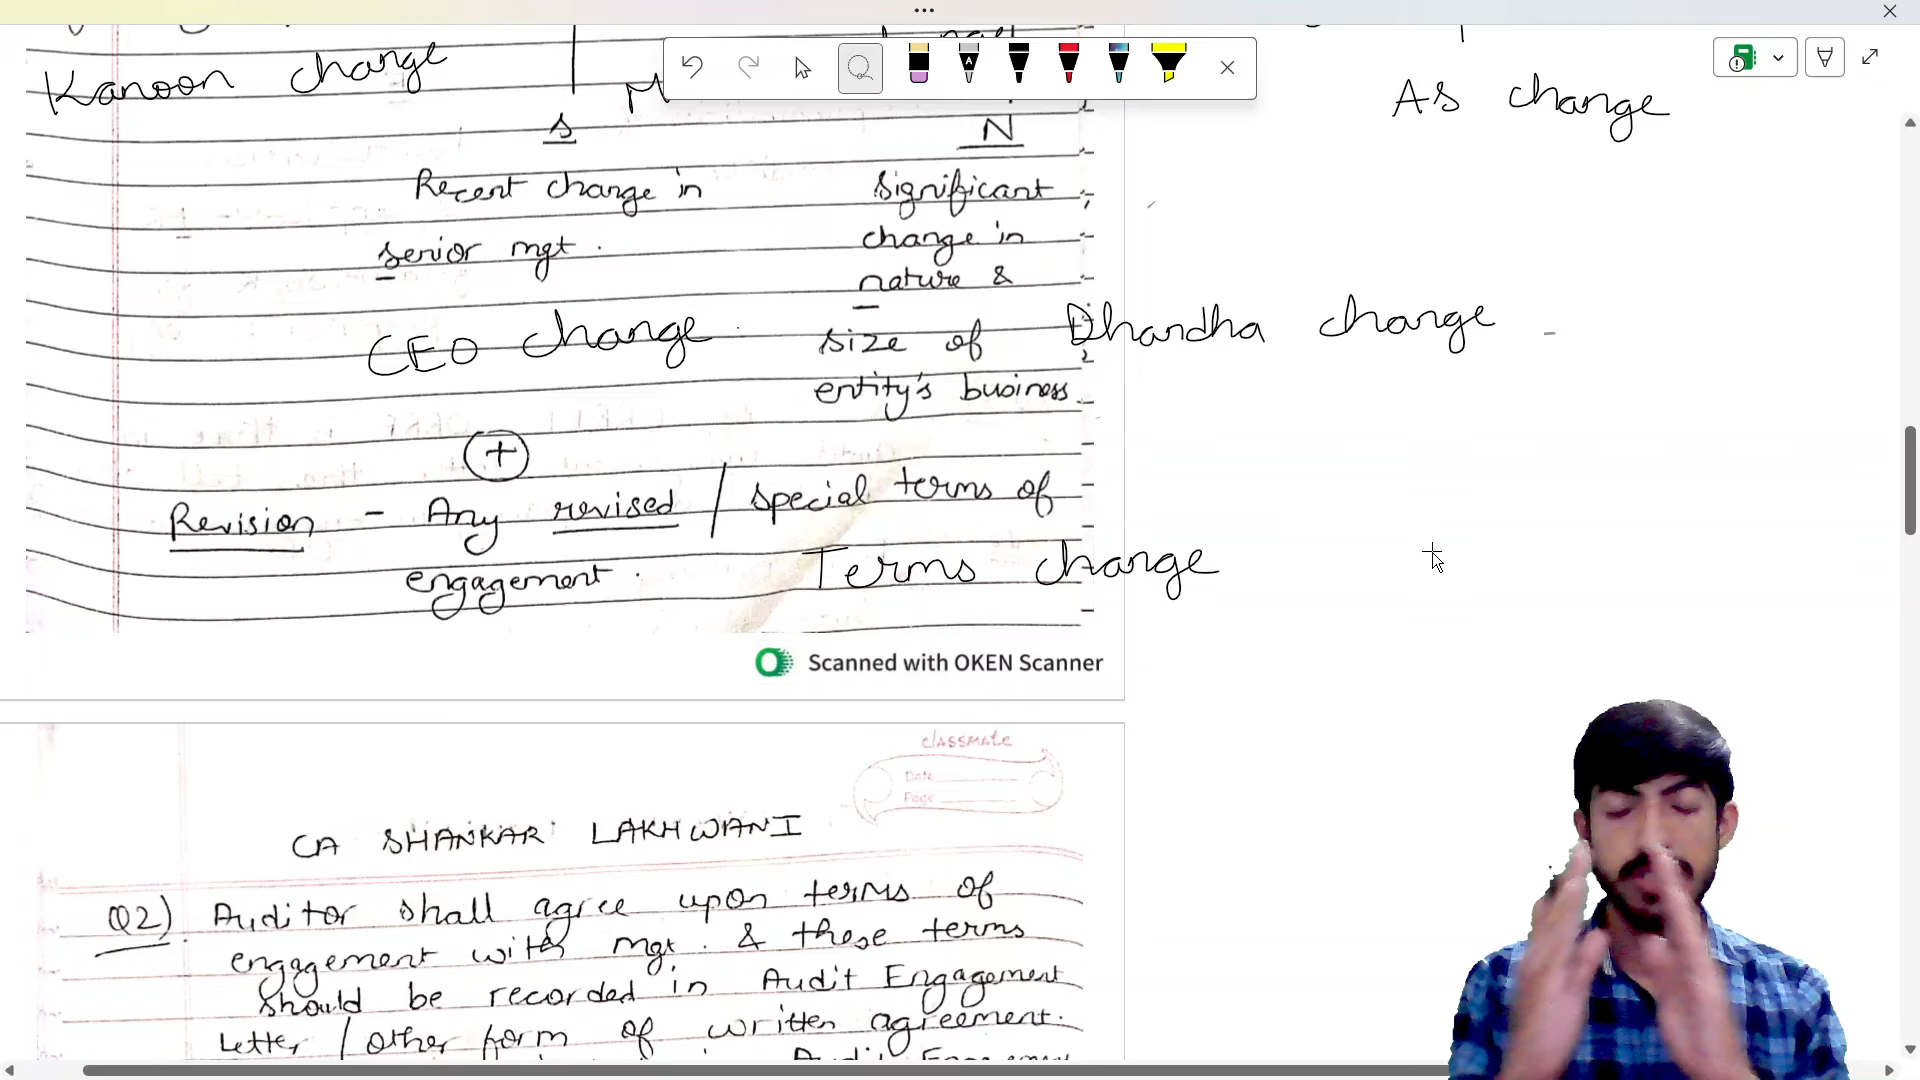 Kanoon change
AS change
S
N
Recent change in
senior mgt.
significant
change in
nature &
size of
entity's business
CEO change
Dhandha change
+
Revision - Any revised / special terms of
engagement.
Terms change
Scanned with OKEN Scanner
classmate
Date
Page
CA SHANKAR LAKHWANI
Q2) Auditor shall agree upon terms of
engagement with mgt. & these terms
should be recorded in Audit Engagement
Letter / other form of written agreement.